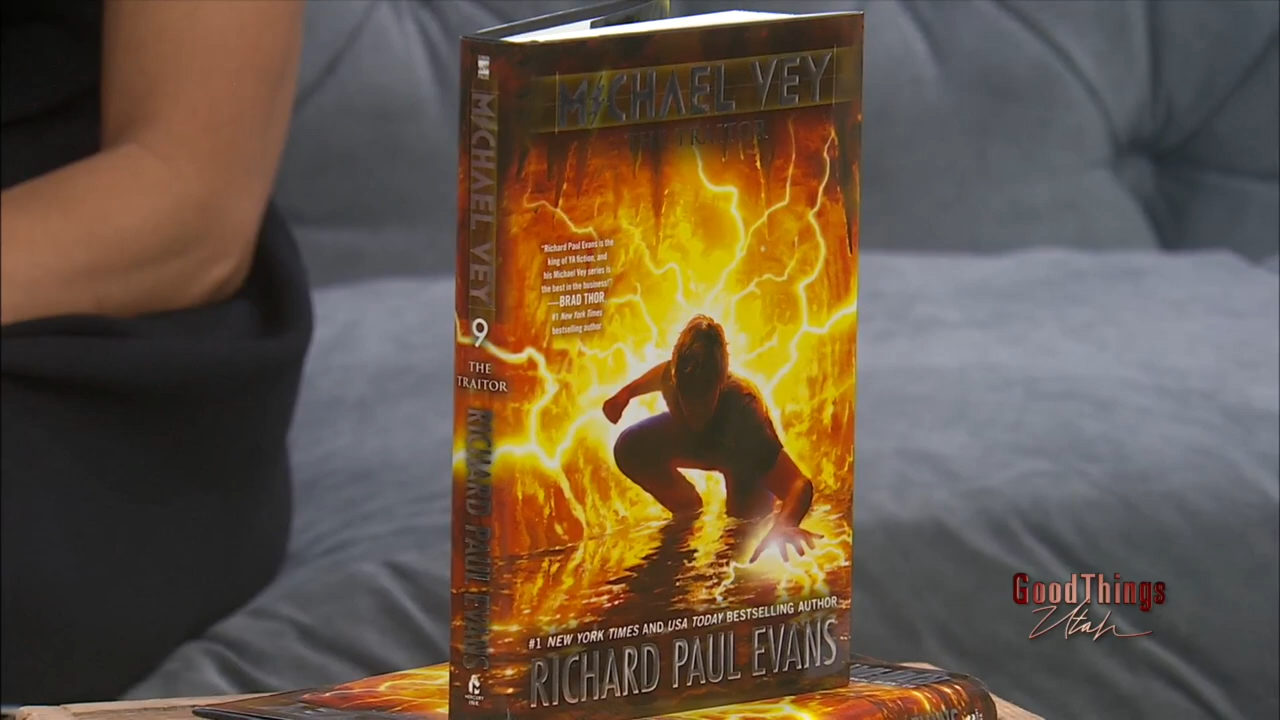 MICHAEL VEY
THE TRAITOR
"Richard Paul Evans is the
king of YA fiction, and
his Michael Vey series is
the best in the business!"
—BRAD THOR,
#1 New York Times
bestselling author
#1 NEW YORK TIMES AND USA TODAY BESTSELLING AUTHOR
RICHARD PAUL EVANS
MICHAEL VEY
9
THE
TRAITOR
RICHARD PAUL EVANS
MERCURY
INK
GoodThings
Utah